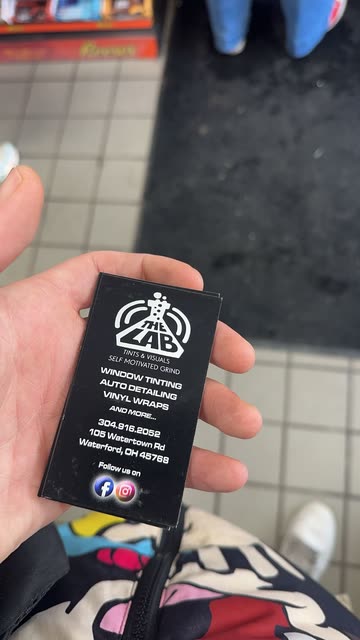 THE
LAB
TINTS & VISUALS
SELF MOTIVATED GRIND
WINDOW TINTING
AUTO DETAILING
VINYL WRAPS
AND MORE...
304.916.2052
105 Watertown Rd
Waterford, OH 45768
Follow us on